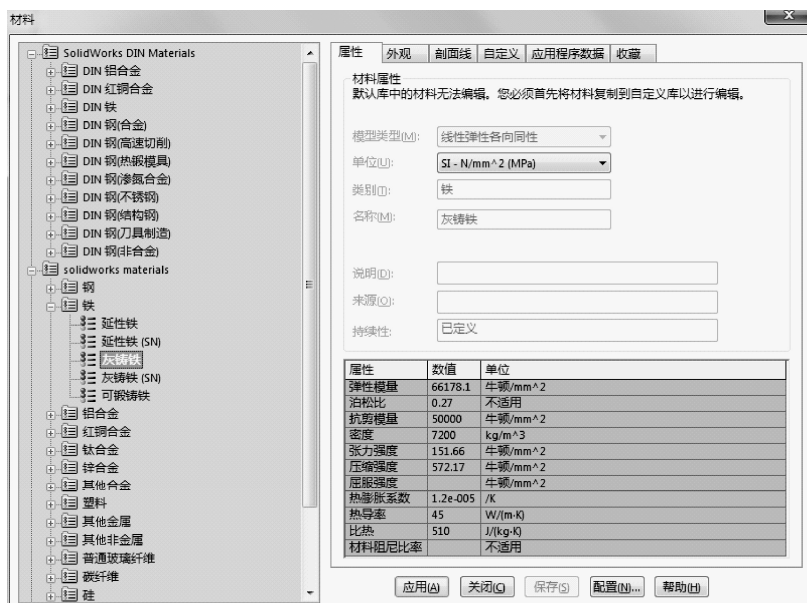 材料
SolidWorks DIN Materials
DIN 铝合金
DIN 红铜合金
DIN 铁
DIN 钢(合金)
DIN 钢(高速切削)
DIN 钢(热锻模具)
DIN 钢(渗氮合金)
DIN 钢(不锈钢)
DIN 钢(结构钢)
DIN 钢(刀具制造)
DIN 钢(非合金)
solidworks materials
钢
铁
延性铁
延性铁 (SN)
灰铸铁
灰铸铁 (SN)
可锻铸铁
铝合金
红铜合金
钛合金
锌合金
其他合金
塑料
其他金属
其他非金属
普通玻璃纤维
碳纤维
硅
属性 外观 剖面线 自定义 应用程序数据 收藏
材料属性
默认库中的材料无法编辑。您必须首先将材料复制到自定义库以进行编辑。
模型类型(M): 线性弹性各向同性
单位(U): SI - N/mm^2 (MPa)
类别(T): 铁
名称(M): 灰铸铁
说明(D):
来源(O):
持续性: 已定义
属性 数值 单位
弹性模量 66178.1 牛顿/mm^2
泊松比 0.27 不适用
抗剪模量 50000 牛顿/mm^2
密度 7200 kg/m^3
张力强度 151.66 牛顿/mm^2
压缩强度 572.17 牛顿/mm^2
屈服强度 牛顿/mm^2
热膨胀系数 1.2e-005 /K
热导率 45 W/(m·K)
比热 510 J/(kg·K)
材料阻尼比率 不适用
应用(A) 关闭(C) 保存(S) 配置(N)... 帮助(H)